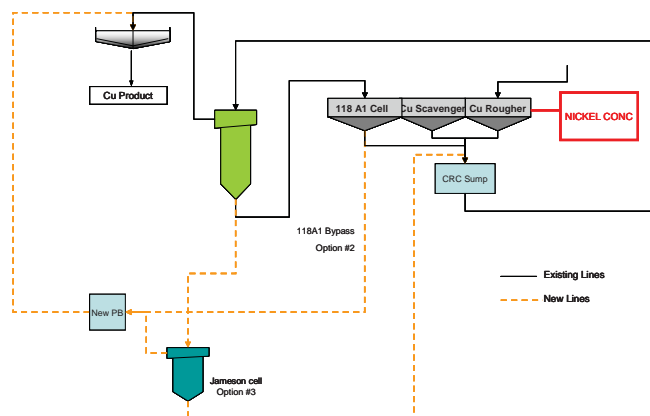 Cu Product
118 A1 Cell
Cu Scavenger
Cu Rougher
NICKEL CONC
CRC Sump
118A1 Bypass
Option #2
Existing Lines
New Lines
New PB
Jameson cell
Option #3